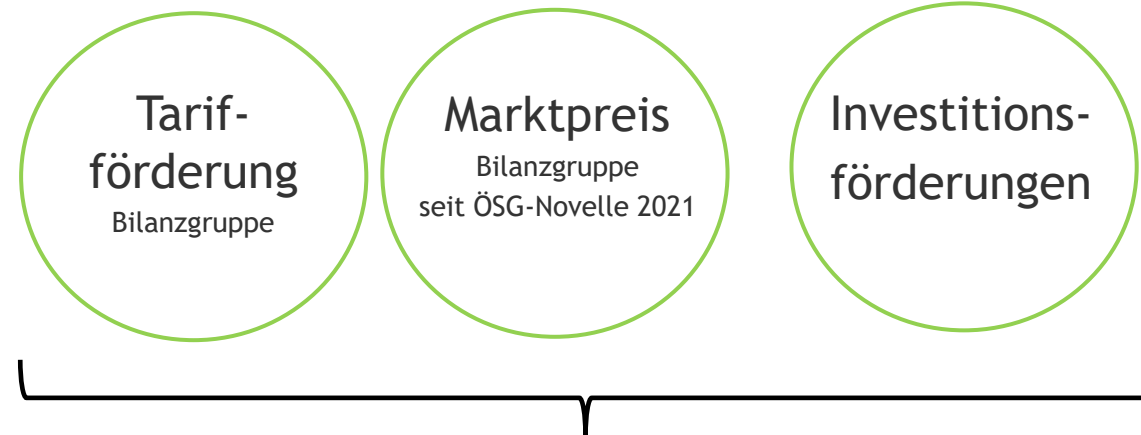 Tarif-
förderung
Bilanzgruppe
Marktpreis
Bilanzgruppe
seit ÖSG-Novelle 2021
Investitions-
förderungen